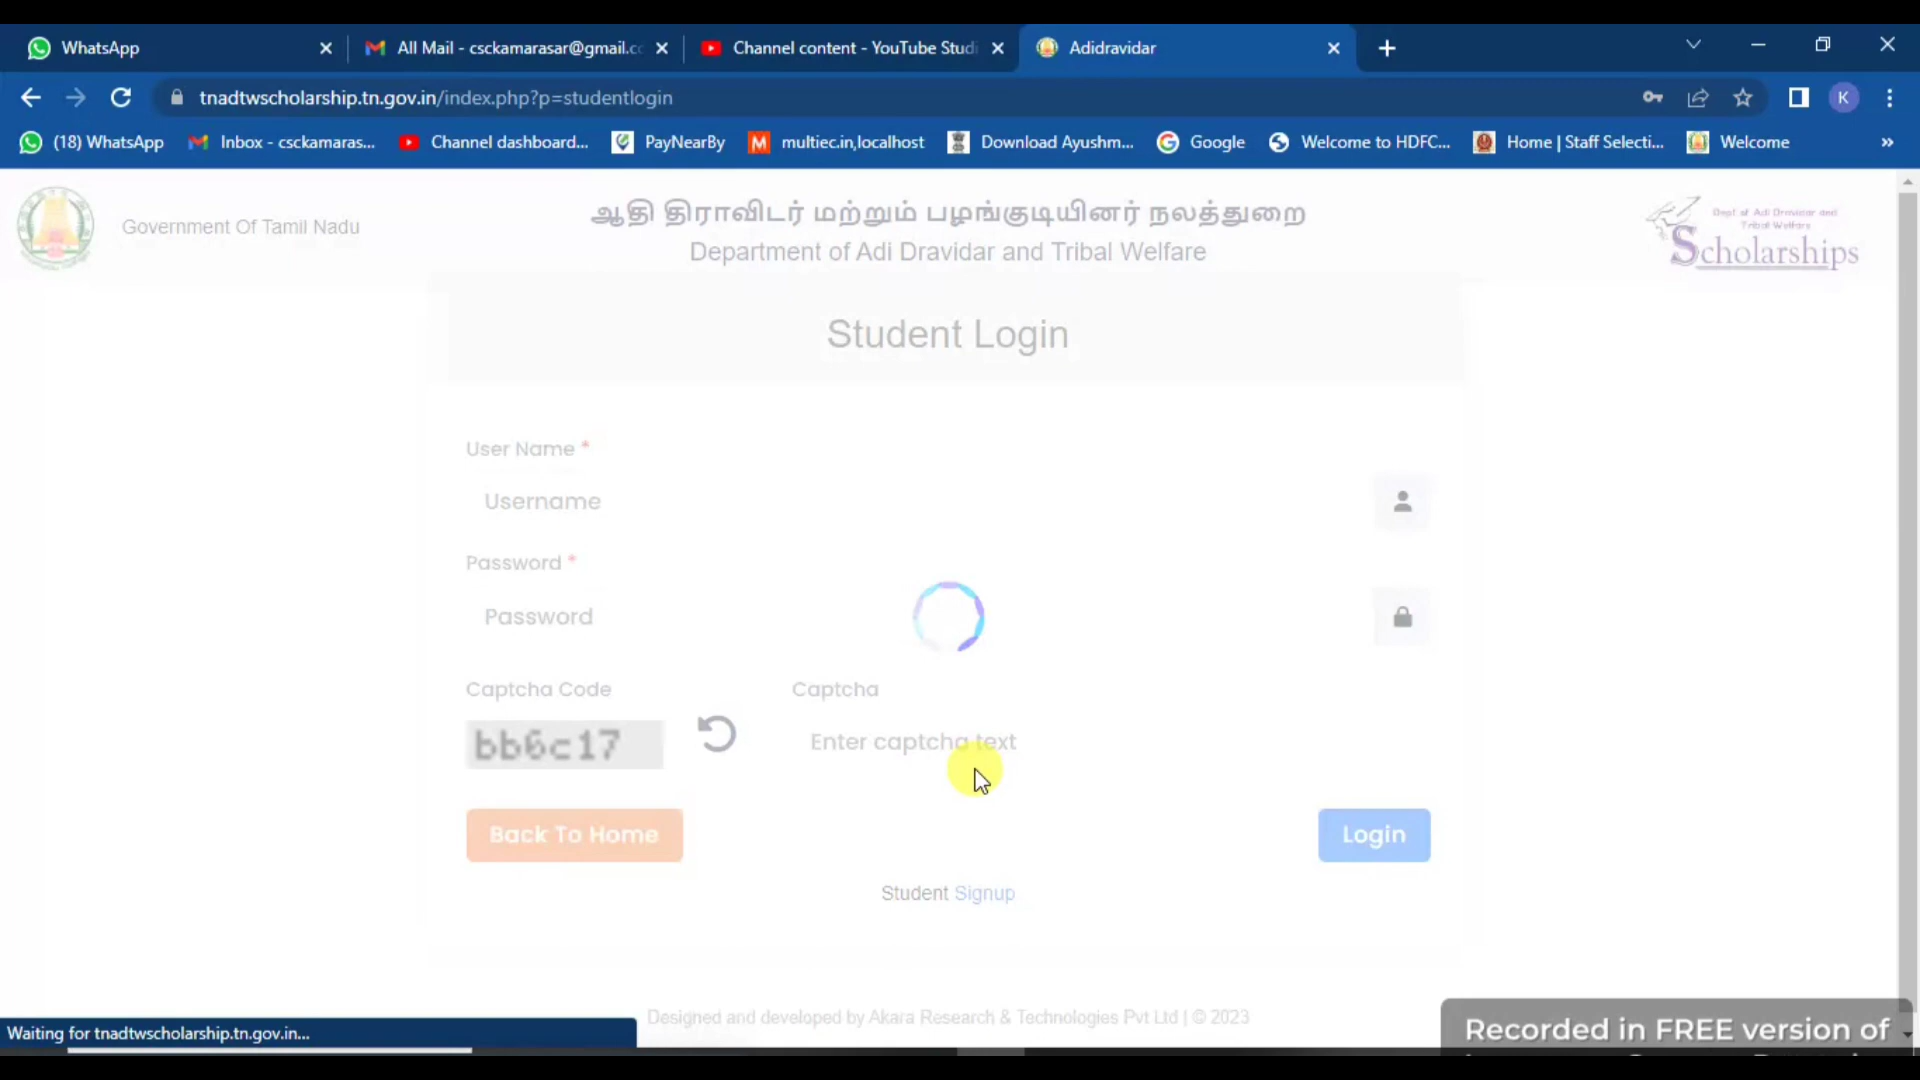 WhatsApp
All Mail - csckamarasar@gmail.cc
Channel content - YouTube Studi
Adidravidar
tnadtwscholarship.tn.gov.in/index.php?p=studentlogin
K
(18) WhatsApp
Inbox - csckamaras...
Channel dashboard...
PayNearBy
M
multiec.in,localhost
Download Ayushm...
Google
Welcome to HDFC...
Home | Staff Selecti...
Welcome
»
Government Of Tamil Nadu
ஆதி திராவிடர் மற்றும் பழங்குடியினர் நலத்துறை
Department of Adi Dravidar and Tribal Welfare
Dept of Adi Dravidar and
Tribal Welfare
Scholarships
Student Login
User Name *
Username
Password *
Password
Captcha Code
Captcha
bb6c17
Enter captcha text
Back To Home
Login
Student Signup
Designed and developed by Akara Research & Technologies Pvt Ltd | © 2023
Waiting for tnadtwscholarship.tn.gov.in...
Recorded in FREE version of